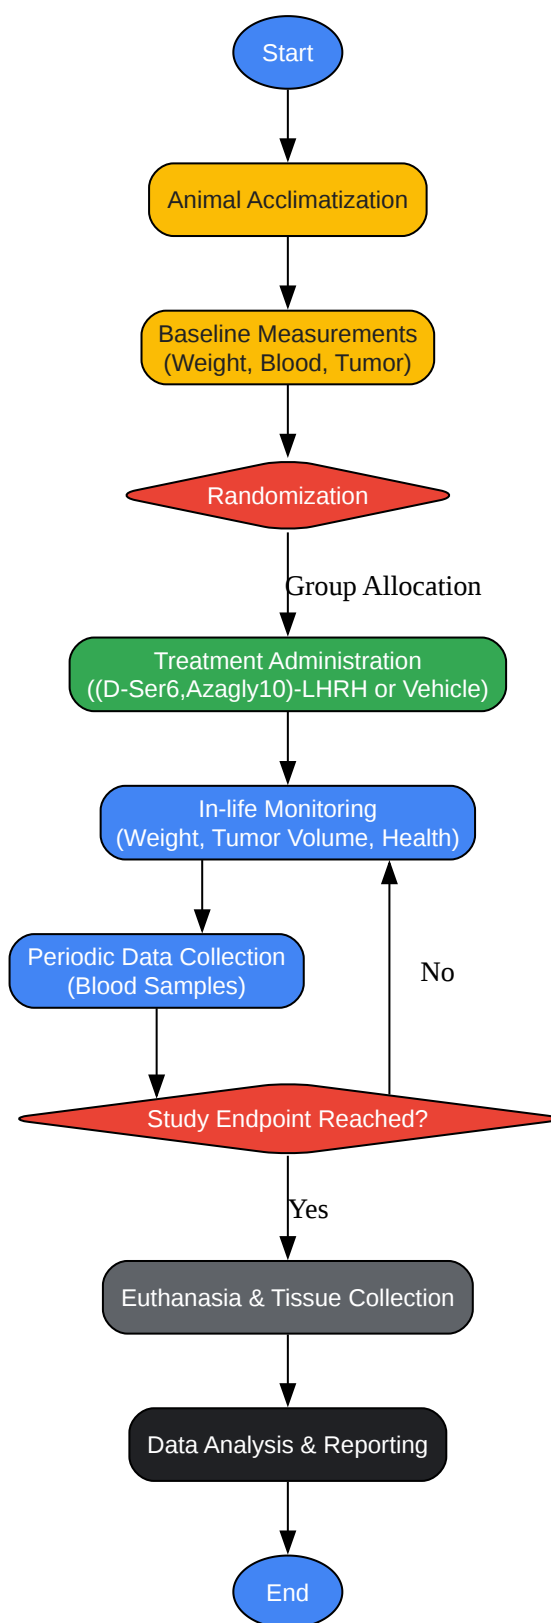 Start
Animal Acclimatization
Baseline Measurements
(Weight, Blood, Tumor)
Randomization
Group Allocation
Treatment Administration
((D-Ser6,Azagly10)-LHRH or Vehicle)
In-life Monitoring
(Weight, Tumor Volume, Health)
Periodic Data Collection
(Blood Samples)
No
Study Endpoint Reached?
Yes
Euthanasia & Tissue Collection
Data Analysis & Reporting
End